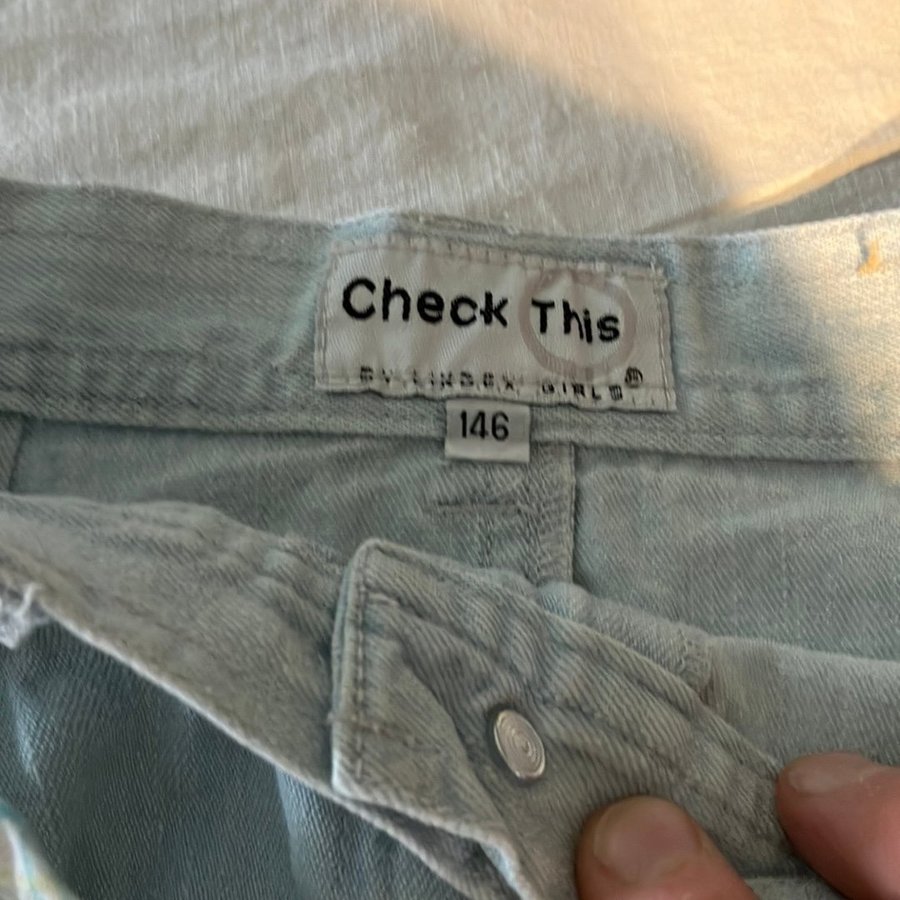 Check This
BY LINDEX GIRLS®
146